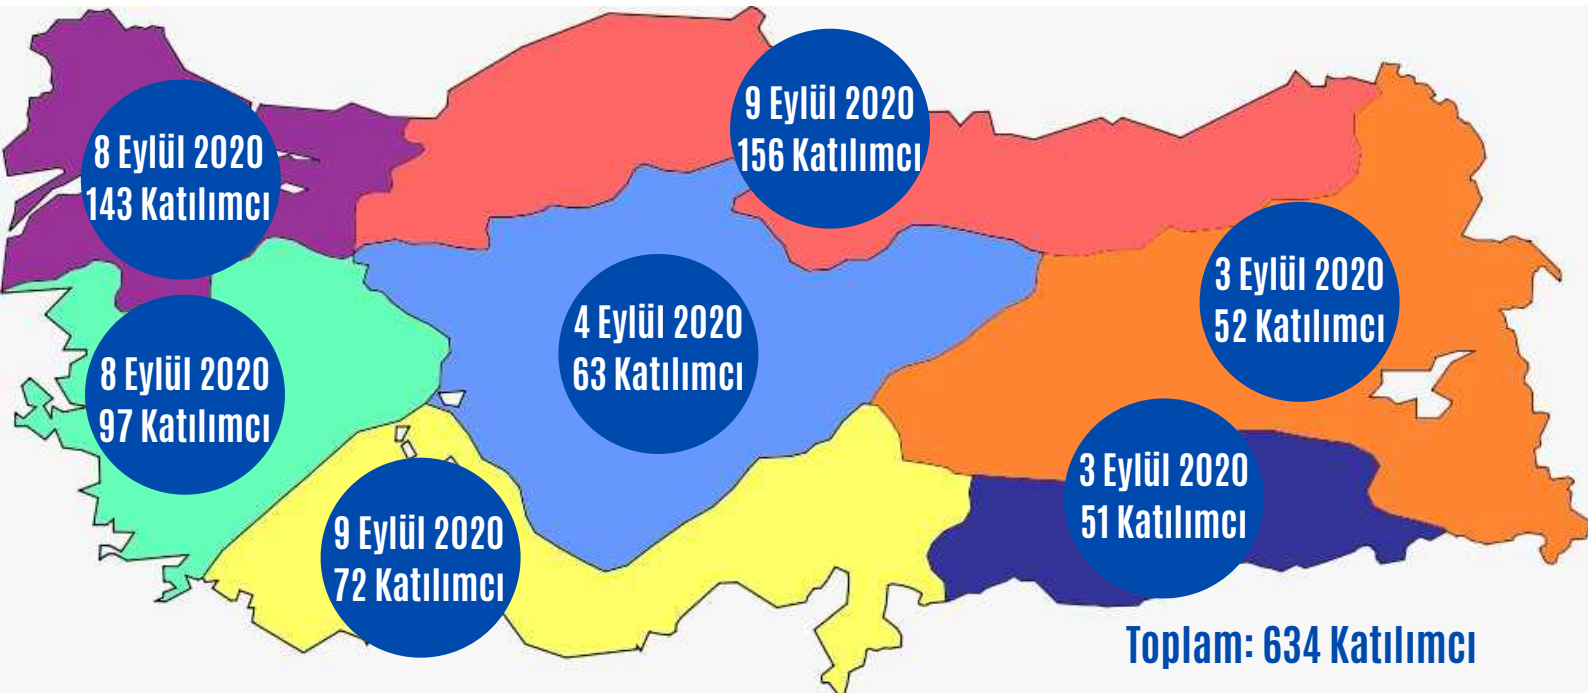 8 Eylül 2020
143 Katılımcı
9 Eylül 2020
156 Katılımcı
3 Eylül 2020
52 Katılımcı
4 Eylül 2020
63 Katılımcı
8 Eylül 2020
97 Katılımcı
3 Eylül 2020
51 Katılımcı
9 Eylül 2020
72 Katılımcı
Toplam: 634 Katılımcı